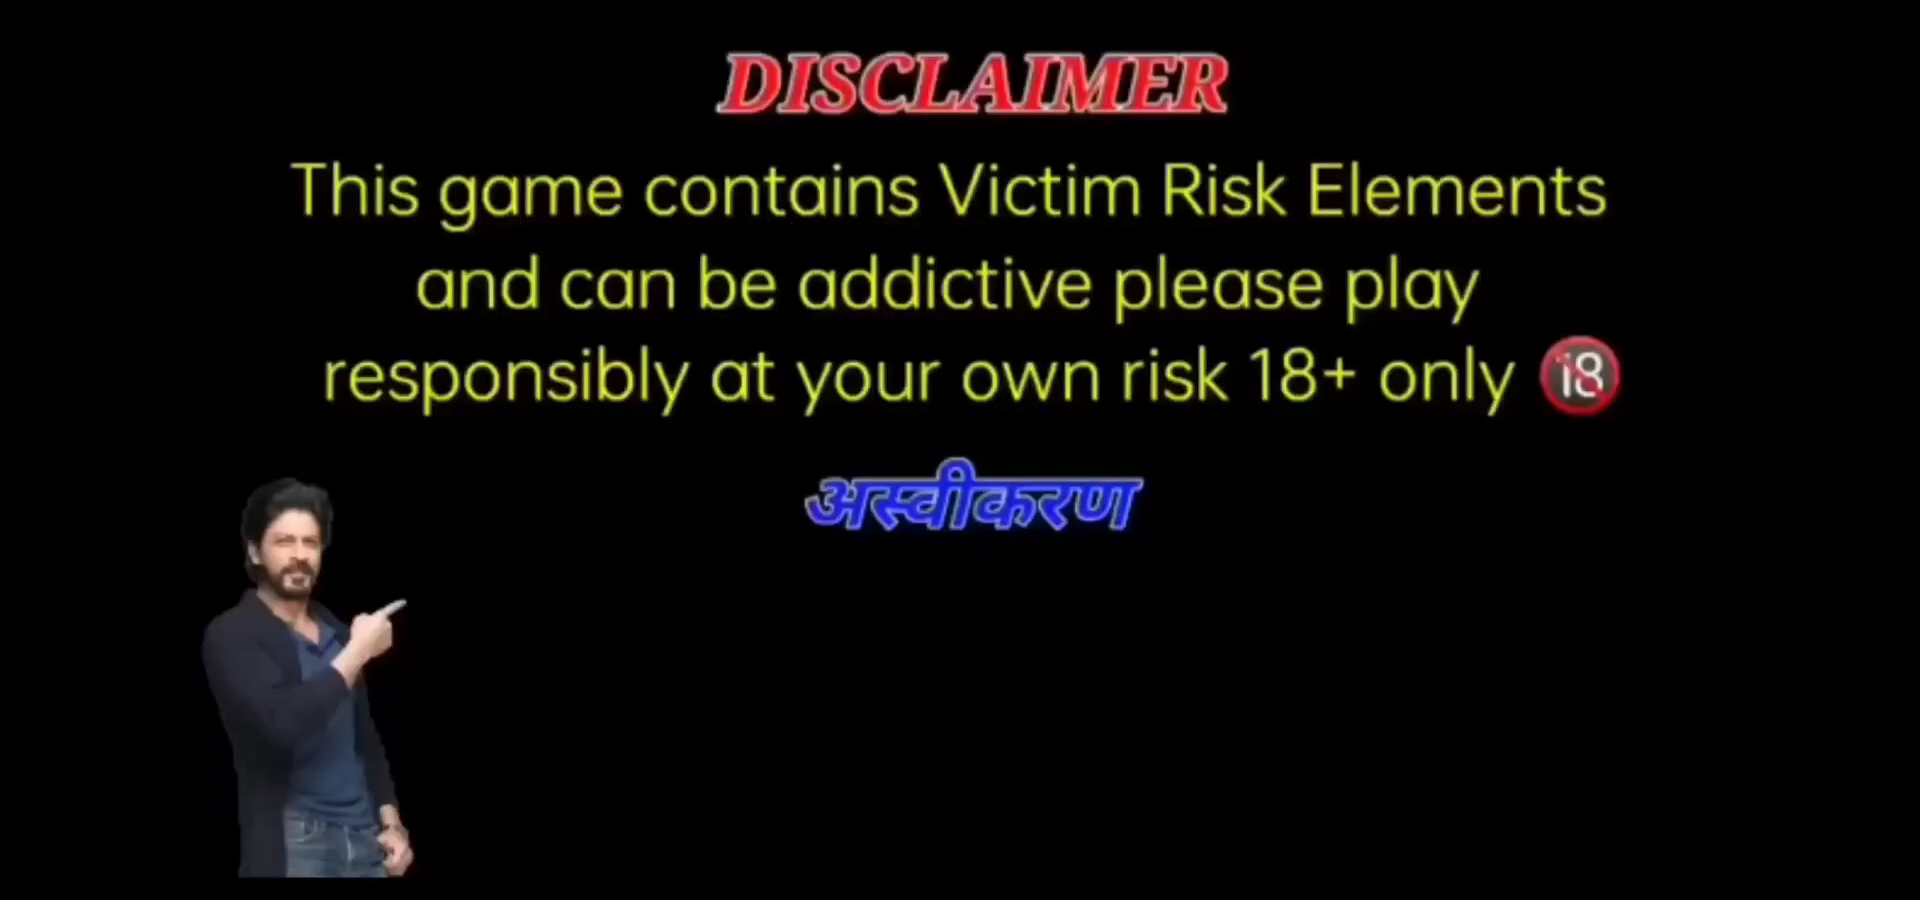 DISCLAIMER
This game contains Victim Risk Elements
and can be addictive please play
responsibly at your own risk 18+ only 🔞
अस्वीकरण